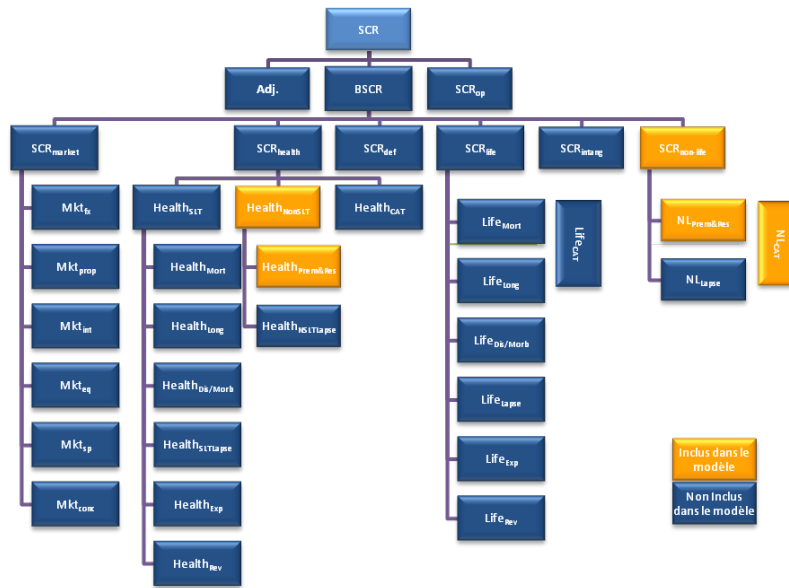 SCR
Adj.
BSCR
SCRop
SCRmarket
SCRhealth
SCRdef
SCRlife
SCRintang
SCRnon-life
Mktfx
Mktprop
Mktint
Mkteq
Mktsp
Mktconc
HealthSLT
HealthNonSLT
HealthCAT
HealthMort
HealthLong
HealthDis/Morb
HealthSLTLapse
HealthExp
HealthRev
HealthPrem&Res
HealthNSLTLapse
LifeMort
LifeLong
LifeDis/Morb
LifeLapse
LifeExp
LifeRev
LifeCAT
NLPrem&Res
NLLapse
NLCAT
Inclus dans le
modèle
Non Inclus
dans le modèle